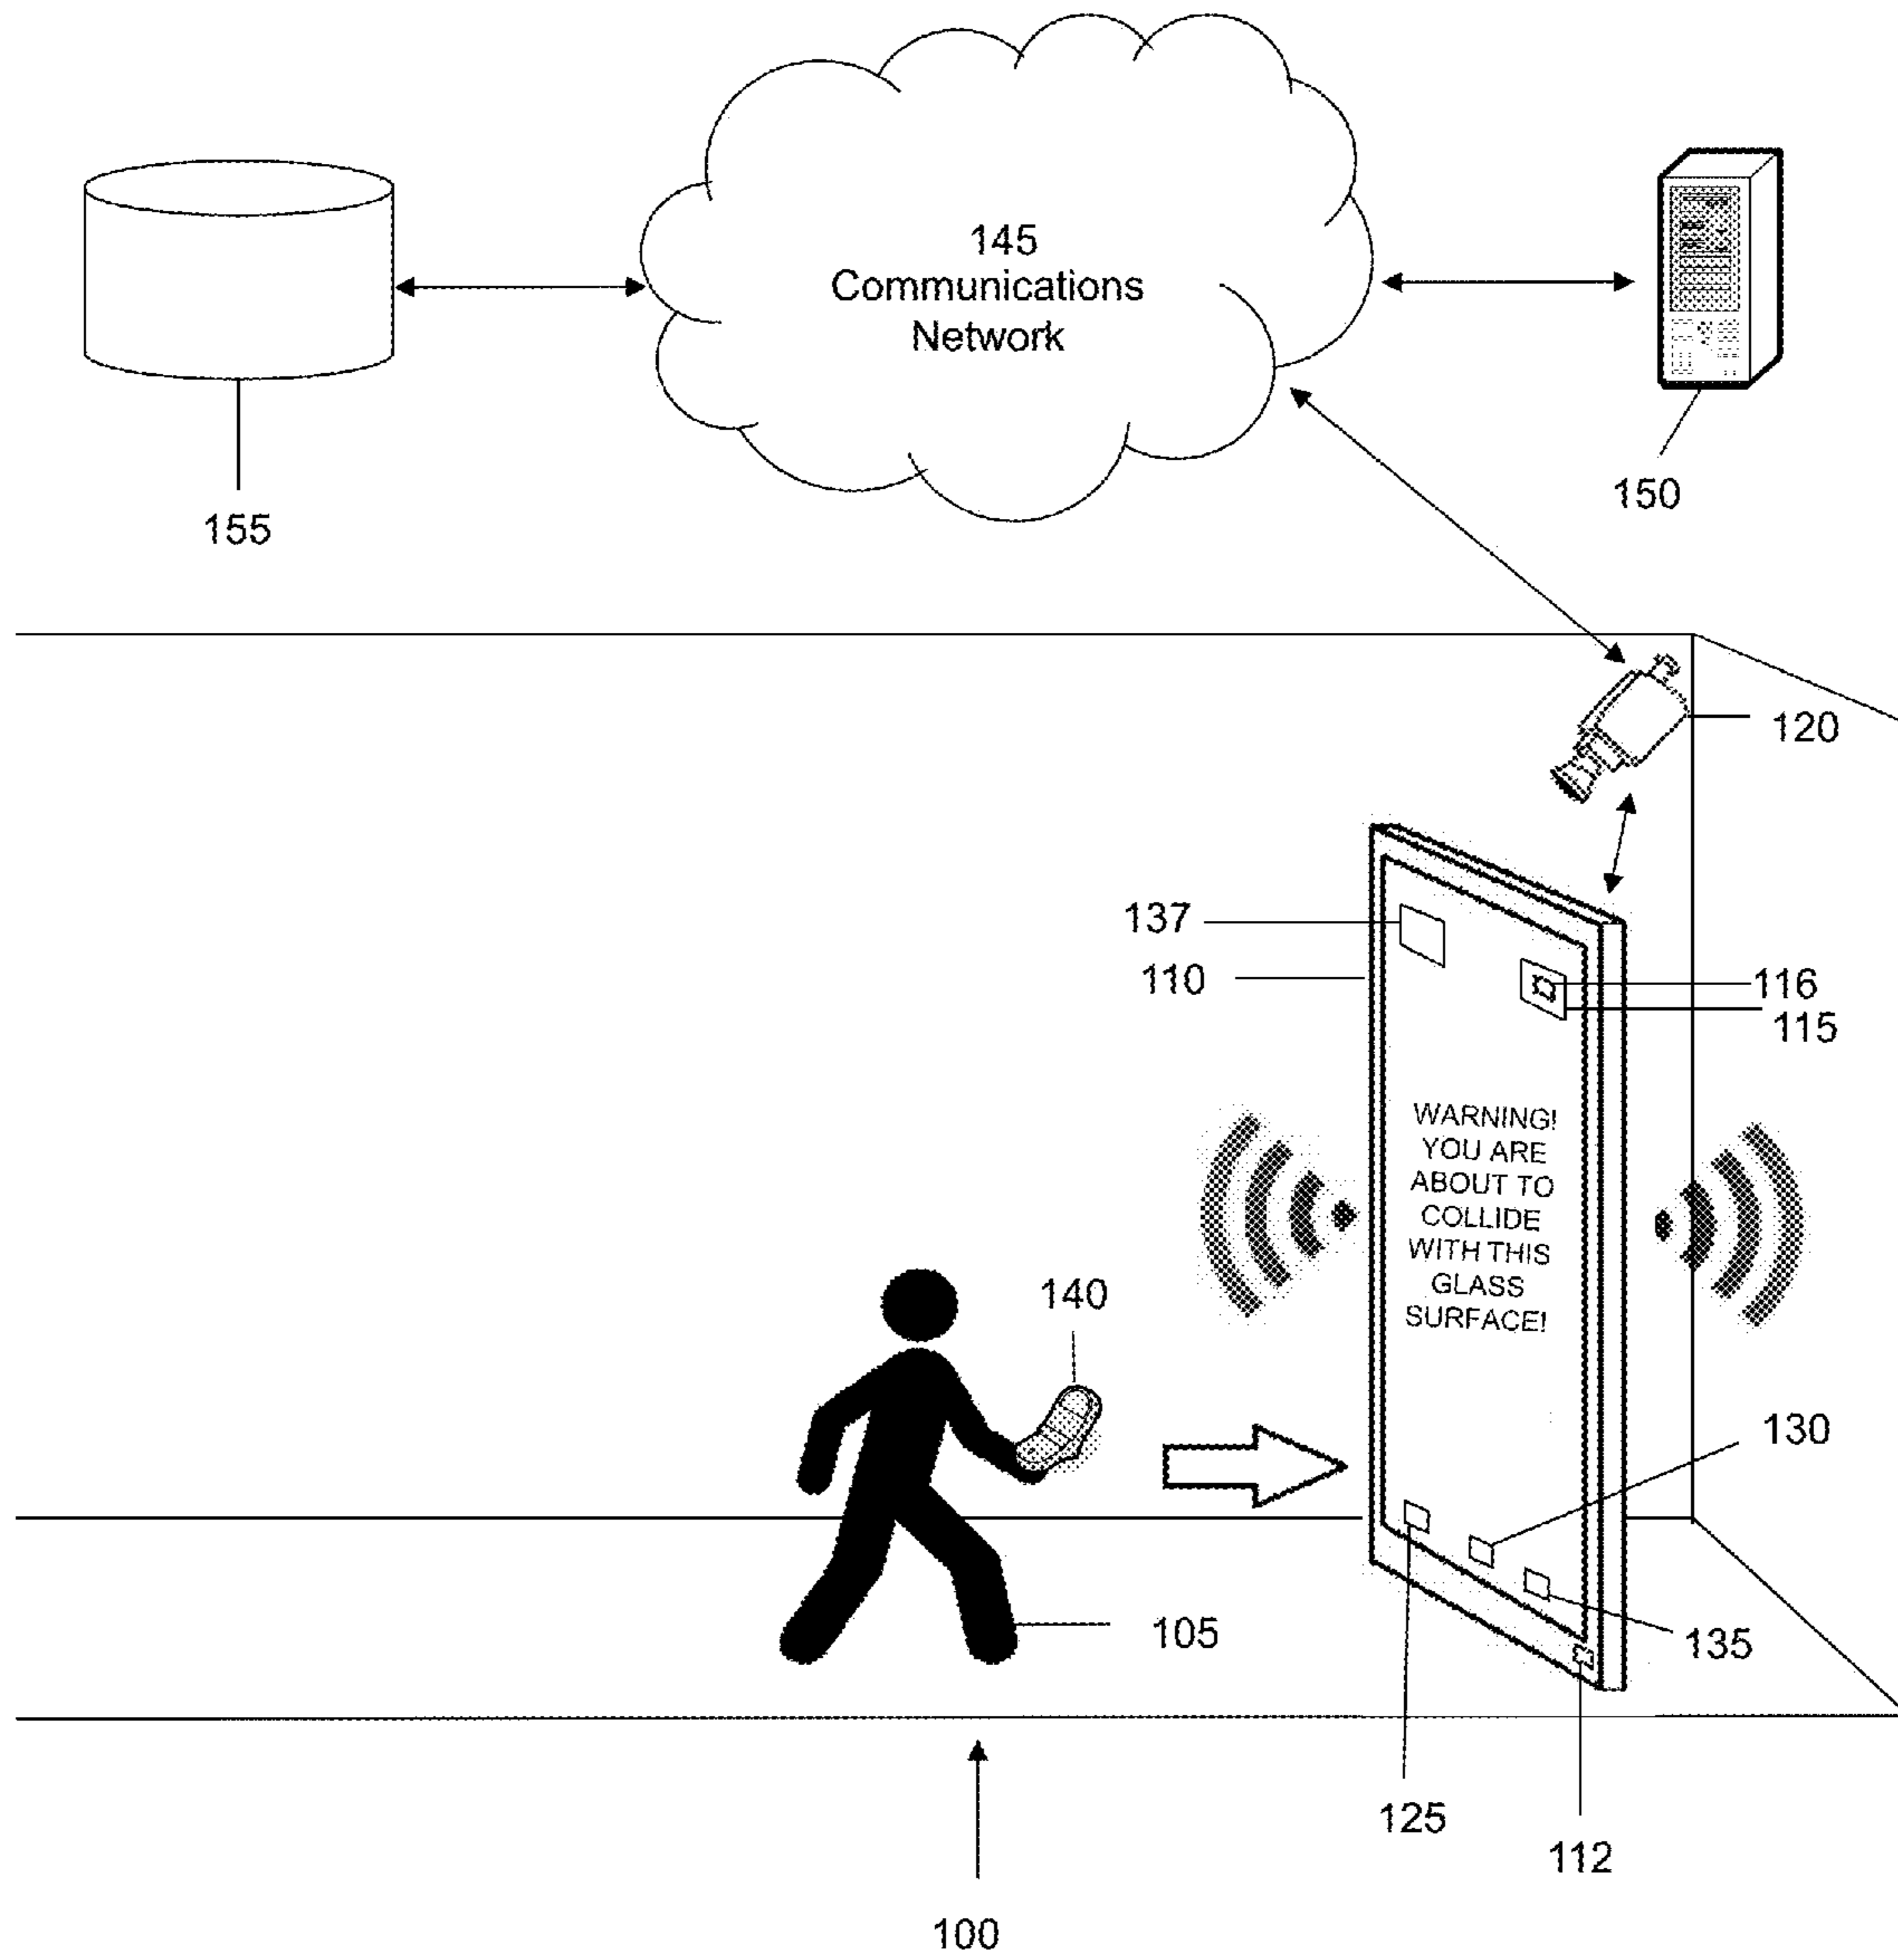 145
Communications
Network
150
155
120
137
110
116
115
WARNING!
YOU ARE
ABOUT TO
COLLIDE
WITH THIS
GLASS
SURFACE!
140
130
105
135
125
112
100